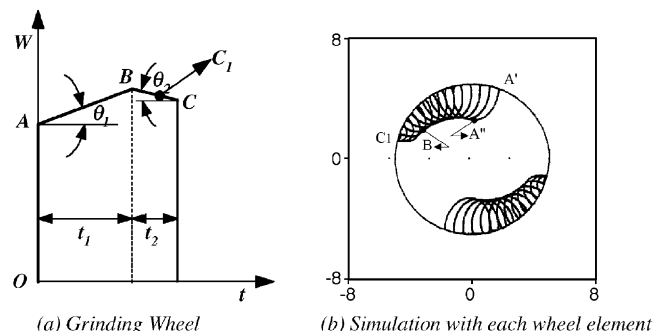 W
C1
B
θ2
C
A
θ1
t1
t2
O
t
(a) Grinding Wheel
(b)
8
A'
C1
B
A"
0
-8
-8
0
8
(b) Simulation with each wheel element